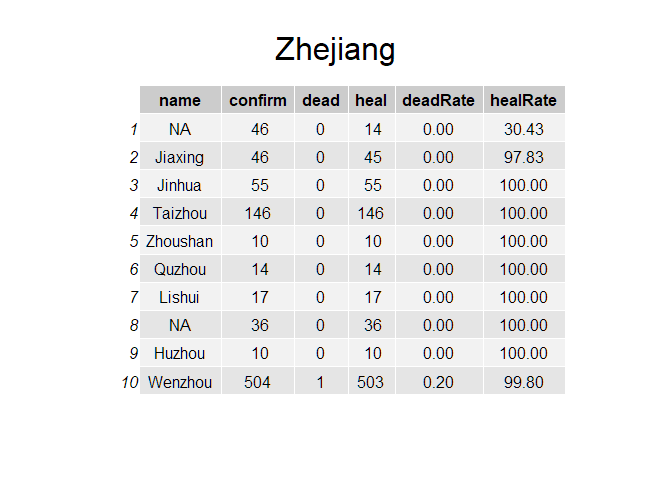 Zhejiang
name confirm dead heal deadRate healRate
1 NA 46 0 14 0.00 30.43
2 Jiaxing 46 0 45 0.00 97.83
3 Jinhua 55 0 55 0.00 100.00
4 Taizhou 146 0 146 0.00 100.00
5 Zhoushan 10 0 10 0.00 100.00
6 Quzhou 14 0 14 0.00 100.00
7 Lishui 17 0 17 0.00 100.00
8 NA 36 0 36 0.00 100.00
9 Huzhou 10 0 10 0.00 100.00
10 Wenzhou 504 1 503 0.20 99.80